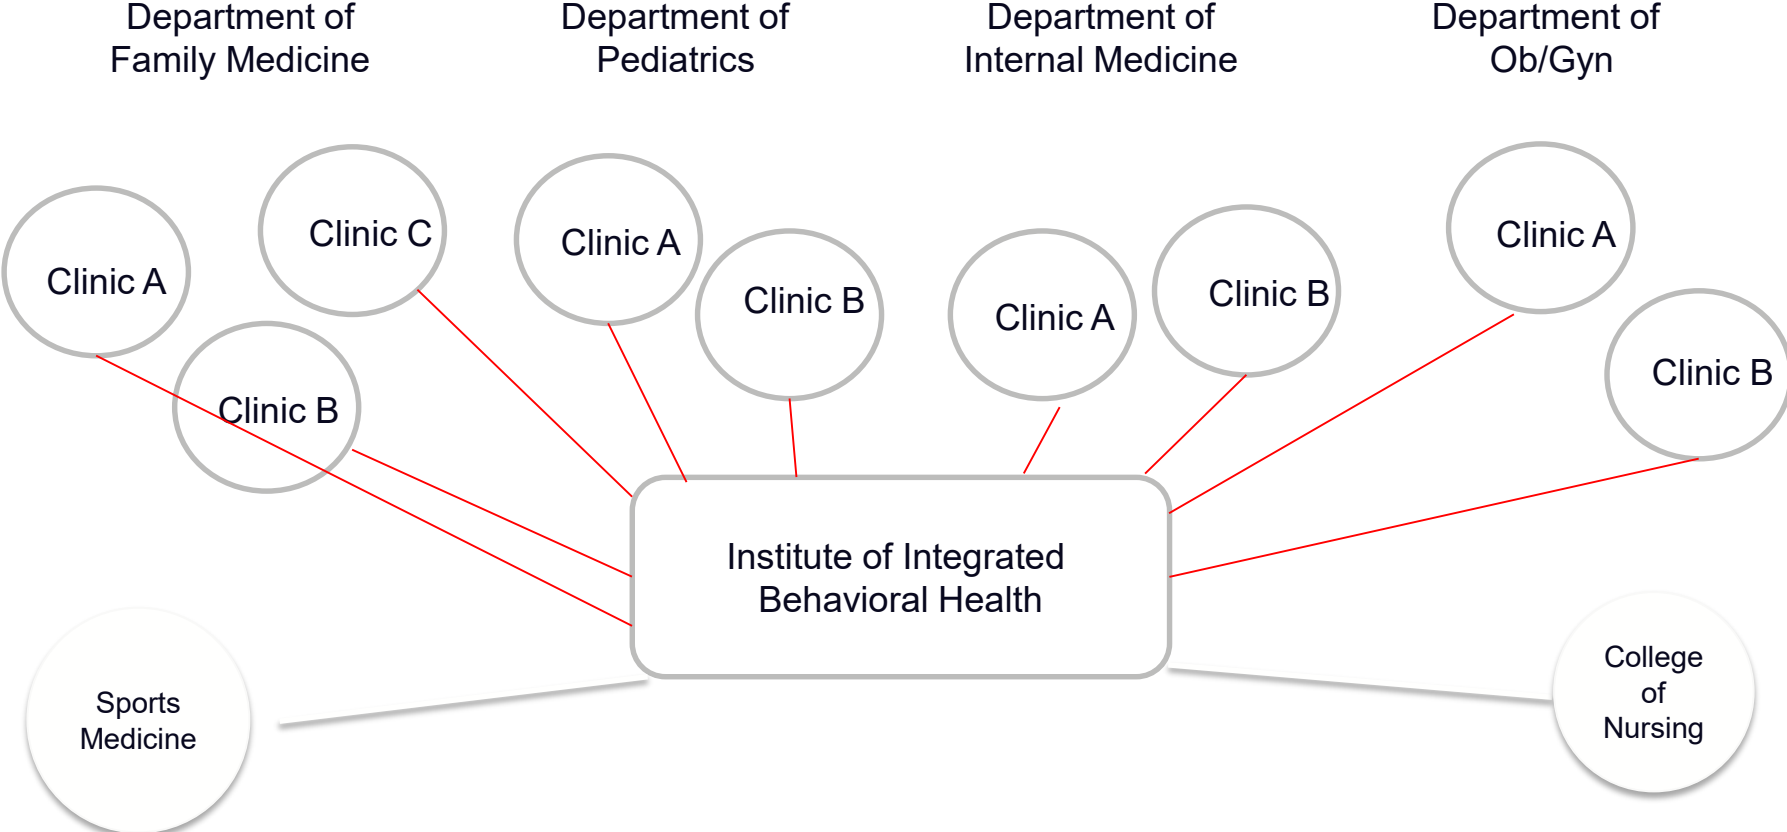 Department of
Family Medicine
Department of
Pediatrics
Department of
Internal Medicine
Department of
Ob/Gyn
Clinic A
Clinic C
Clinic B
Clinic A
Clinic B
Clinic A
Clinic B
Clinic A
Clinic B
Institute of Integrated
Behavioral Health
Sports
Medicine
College
of
Nursing